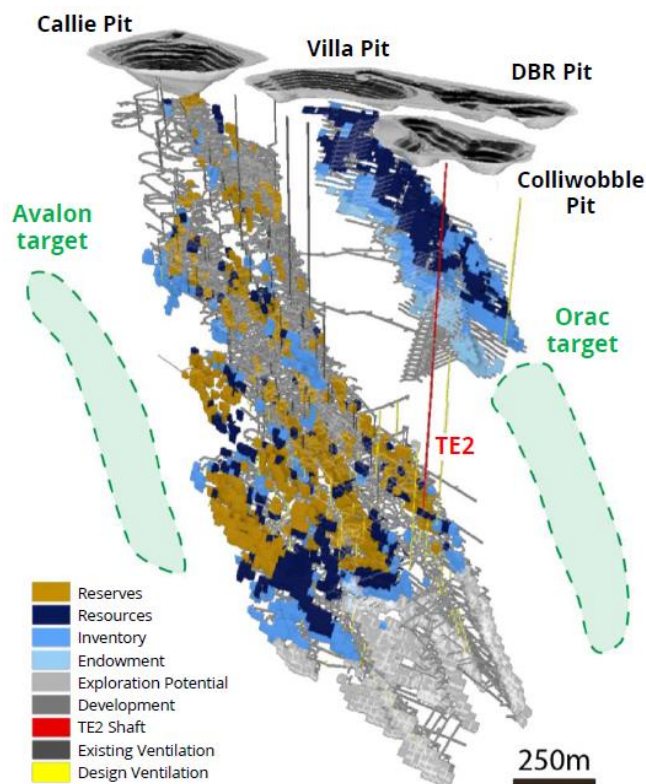 Callie Pit
Villa Pit
DBR Pit
Colliwobble
Pit
Avalon
target
Orac
target
TE2
Reserves
Resources
Inventory
Endowment
Exploration Potential
Development
TE2 Shaft
Existing Ventilation
Design Ventilation
250m